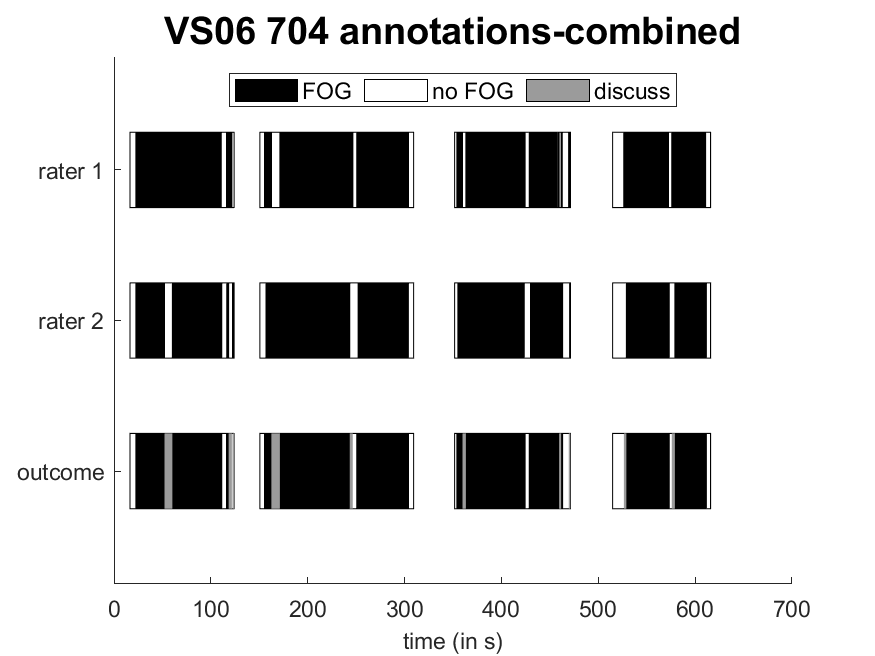 VS06 704 annotations-combined
FOG no FOG discuss
rater 1
rater 2
outcome
0 100 200 300 400 500 600 700
time (in s)